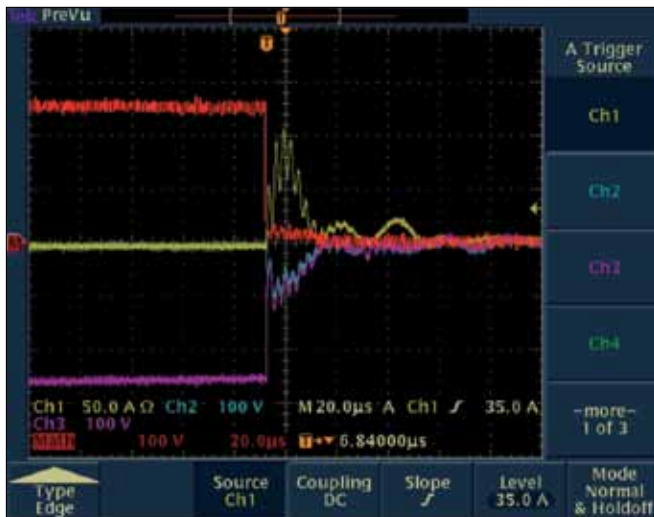 Tek PreVu
T
T
A Trigger
Source
Ch1
Ch2
Ch3
Ch4
-more-
1 of 3
M
Ch1 50.0 A Ω Ch2 100 V M 20.0µs A Ch1 ∫ 35.0 A
Ch3 100 V
Math 100 V 20.0µs T→▼ 6.84000µs
Type
Edge
Source
Ch1
Coupling
DC
Slope
∫
Level
35.0 A
Mode
Normal
& Holdoff